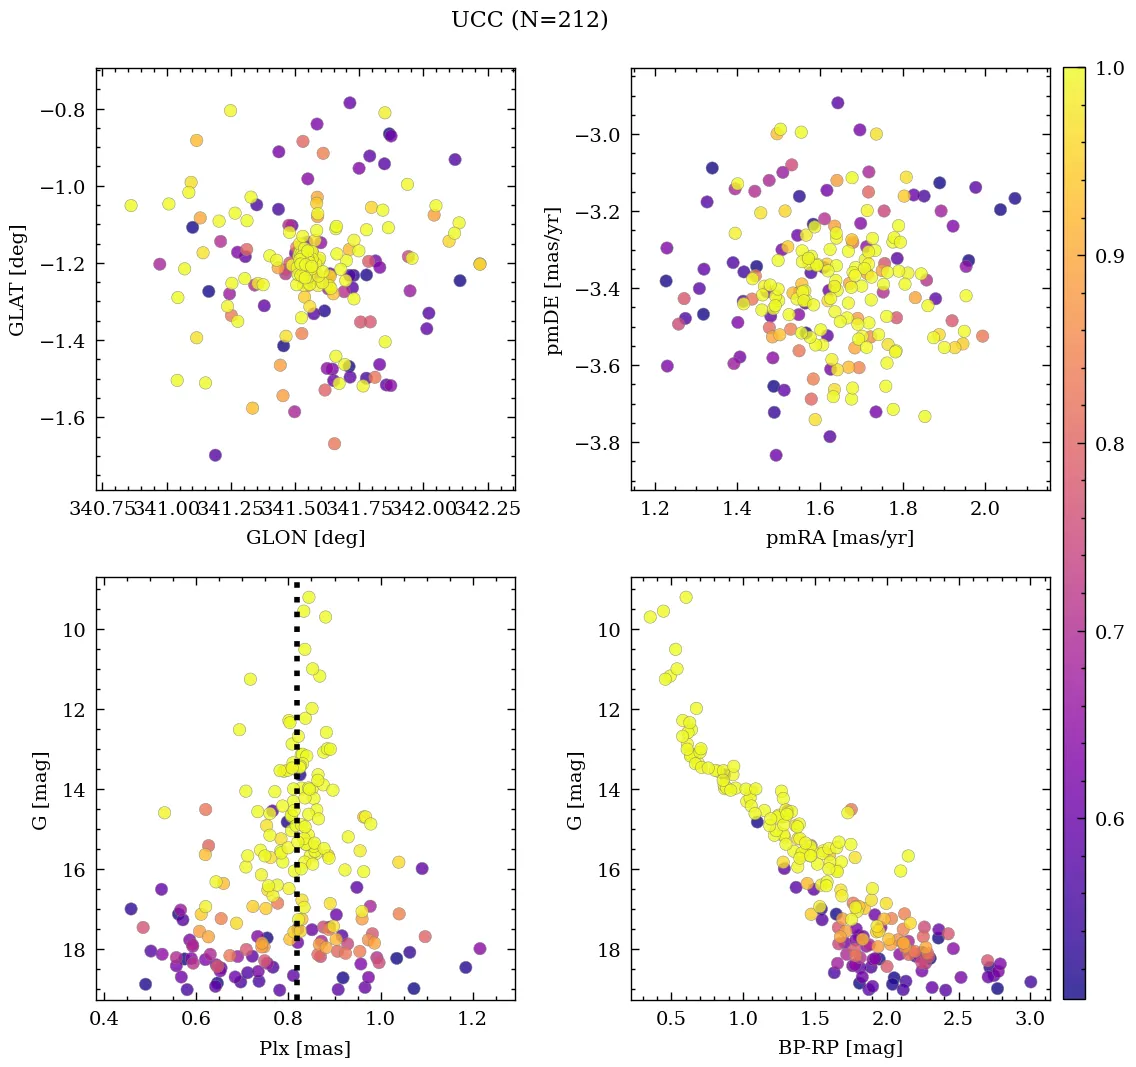 UCC (N=212)
−0.8
−1.0
−1.2
−1.4
−1.6
GLAT [deg]
340.75 341.00 341.25 341.50 341.75 342.00 342.25
GLON [deg]
−3.0
−3.2
−3.4
−3.6
−3.8
pmDE [mas/yr]
1.2 1.4 1.6 1.8 2.0
pmRA [mas/yr]
1.0
0.9
0.8
0.7
0.6
10
12
14
16
18
G [mag]
0.4 0.6 0.8 1.0 1.2
Plx [mas]
10
12
14
16
18
G [mag]
0.5 1.0 1.5 2.0 2.5 3.0
BP-RP [mag]